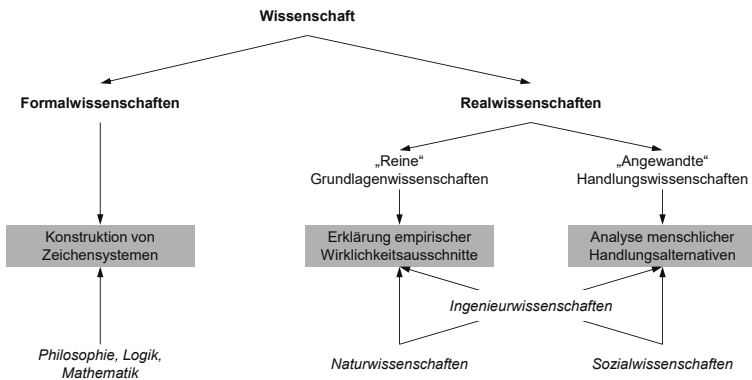 Wissenschaft
Formalwissenschaften
Realwissenschaften
„Reine“
Grundlagenwissenschaften
„Angewandte“
Handlungswissenschaften
Konstruktion von
Zeichensystemen
Erklärung empirischer
Wirklichkeitsausschnitte
Analyse menschlicher
Handlungsalternativen
Ingenieurwissenschaften
Philosophie, Logik,
Mathematik
Naturwissenschaften
Sozialwissenschaften